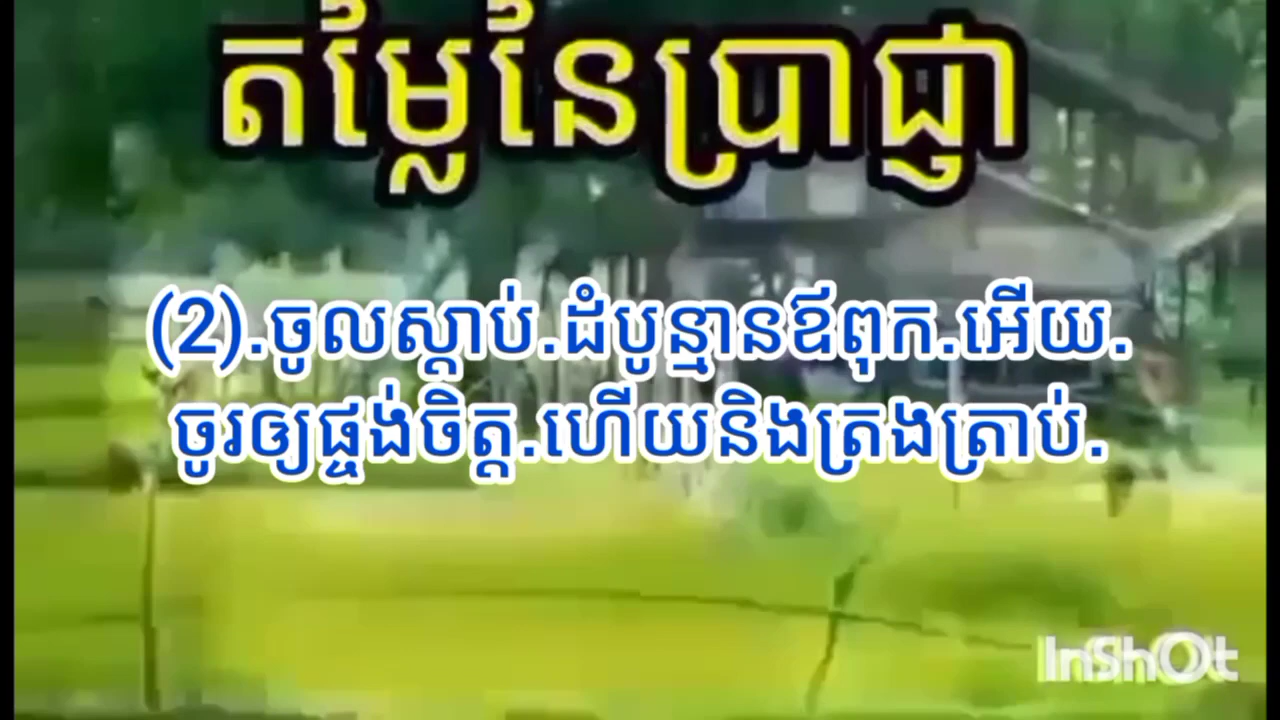 តម្លៃនៃប្រាជ្ញា
(2).ចូលស្ដាប់.ដំបូន្មានឪពុក.អើយ.
ចូរឲ្យផ្ចង់ចិត្ត.ហើយនិងត្រងត្រាប់.
InShOt